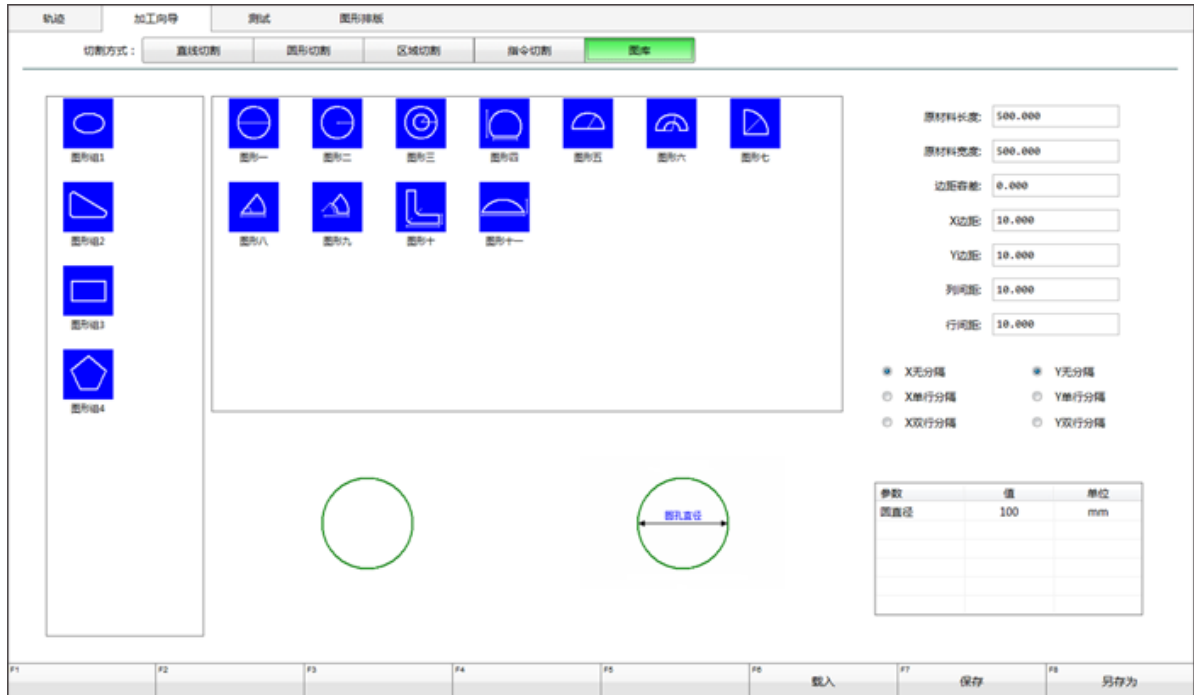 轨迹 加工向导 测试 图形排版
切割方式： 直线切割 图形切割 区域切割 指令切割 图库
图形组1 图形一 图形二 图形三 图形四 图形五 图形六 图形七
图形组2 图形八 图形九 图形十 图形十一
图形组3
图形组4
原材料长度: 500.000
原材料宽度: 500.000
边距容差: 0.000
X边距: 10.000
Y边距: 10.000
列间距: 10.000
行间距: 10.000
X无分隔 Y无分隔
X单行分隔 Y单行分隔
X双行分隔 Y双行分隔
圆孔直径
参数 值 单位
圆直径 100 mm
F1 F2 F3 F4 F5 F6 载入 F7 保存 F8 另存为